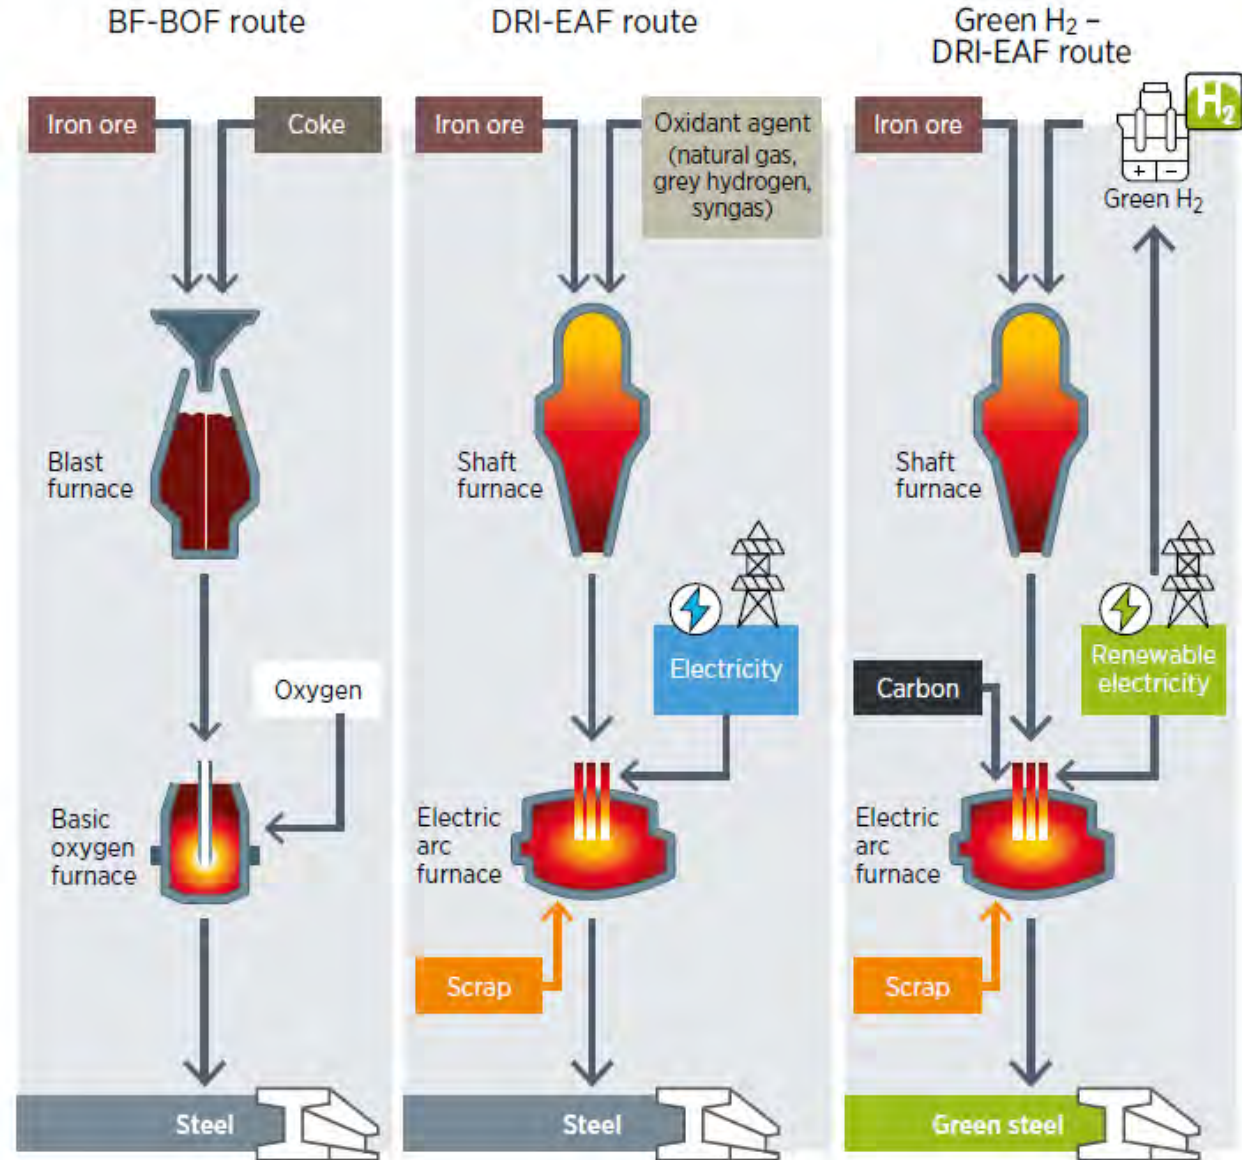 BF-BOF route
Iron ore
Coke
Blast
furnace
Oxygen
Basic
oxygen
furnace
Steel
DRI-EAF route
Iron ore
Oxidant agent
(natural gas,
grey hydrogen,
syngas)
Shaft
furnace
Electricity
Electric
arc
furnace
Scrap
Steel
Green H₂ –
DRI-EAF route
Iron ore
H₂
+ −
Green H₂
Shaft
furnace
Carbon
Renewable
electricity
Electric
arc
furnace
Scrap
Green steel